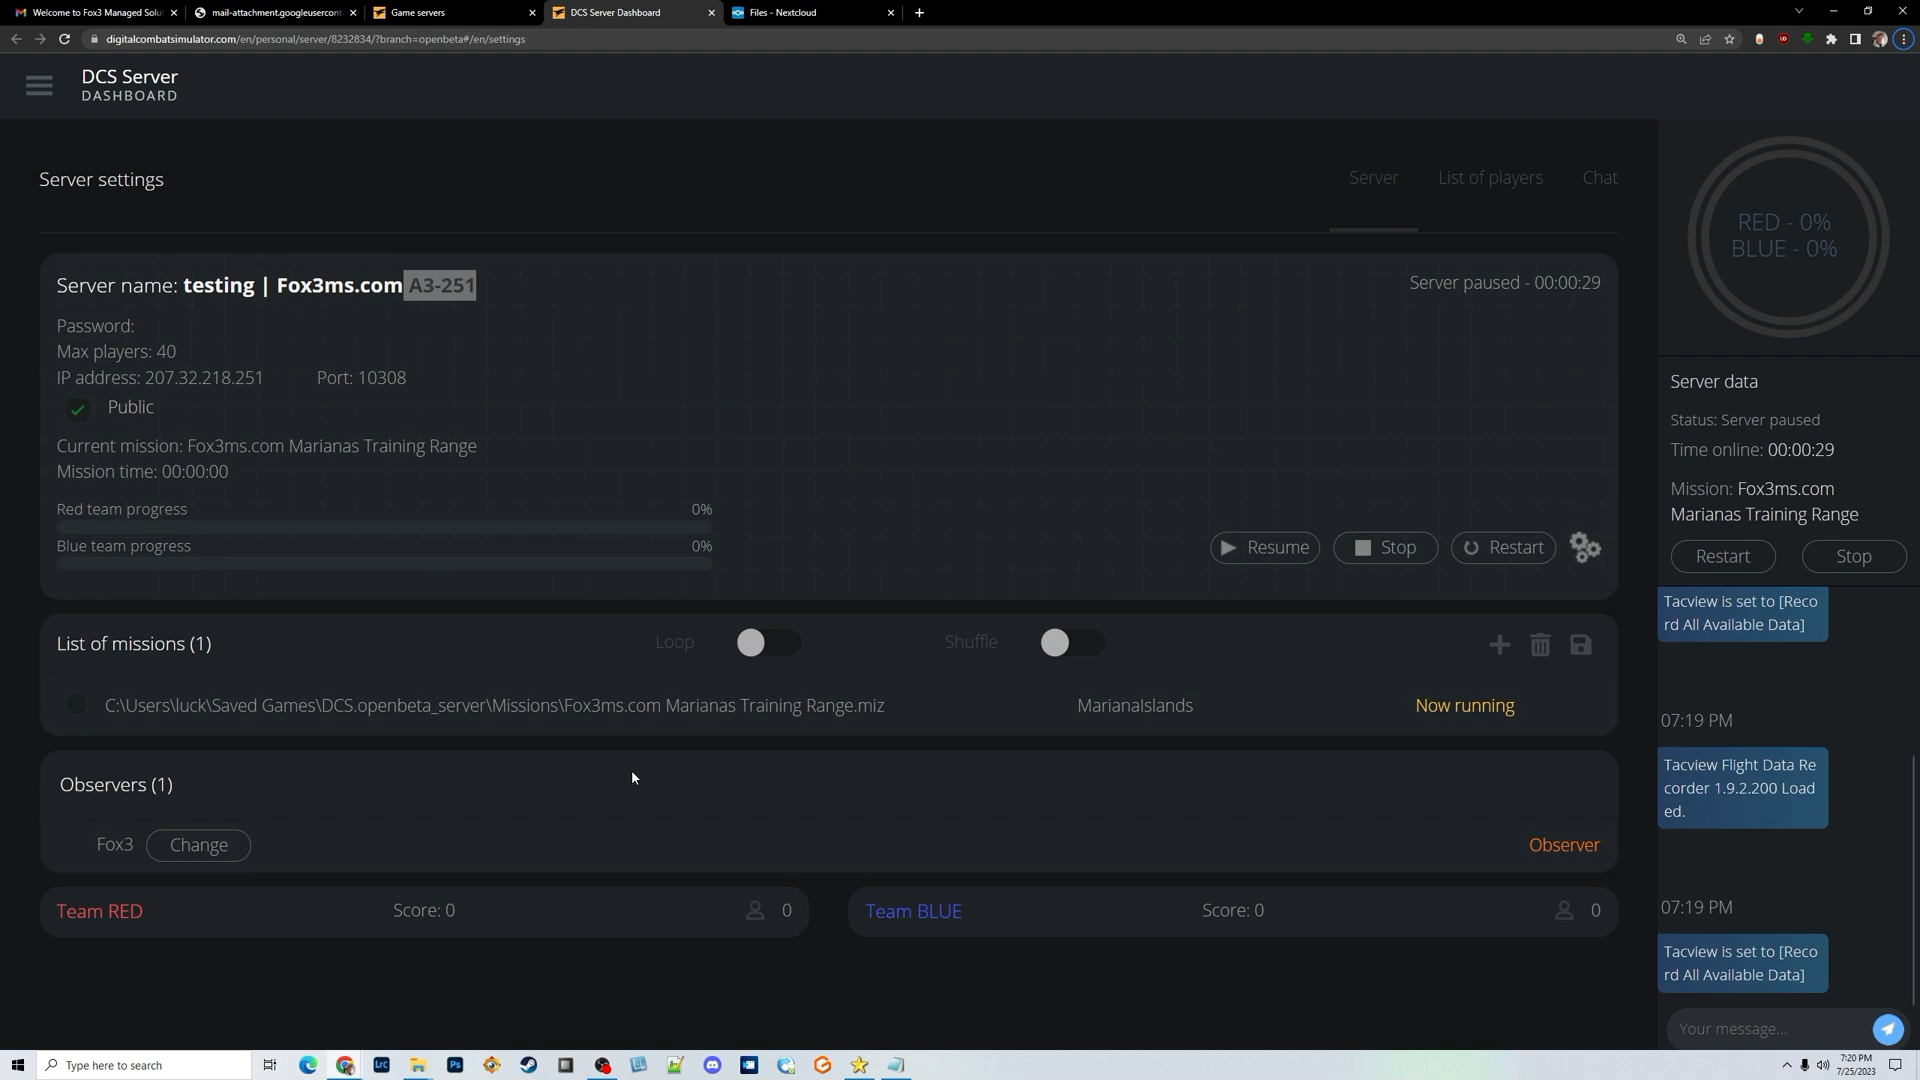 Welcome to Fox3 Managed Solu
mail-attachment.googleusercont
Game servers
DCS Server Dashboard
Files - Nextcloud
digitalcombatsimulator.com/en/personal/server/8232834/?branch=openbeta#/en/settings
DCS Server
DASHBOARD
Server settings
Server
List of players
Chat
Server name: testing | Fox3ms.com A3-251
Server paused - 00:00:29
Password:
Max players: 40
IP address: 207.32.218.251
Port: 10308
Public
Current mission: Fox3ms.com Marianas Training Range
Mission time: 00:00:00
Red team progress
0%
Blue team progress
0%
Resume
Stop
Restart
List of missions (1)
Loop
Shuffle
C:\Users\luck\Saved Games\DCS.openbeta_server\Missions\Fox3ms.com Marianas Training Range.miz
MarianaIslands
Now running
Observers (1)
Fox3
Change
Observer
Team RED
Score: 0
0
Team BLUE
Score: 0
0
RED - 0%
BLUE - 0%
Server data
Status: Server paused
Time online: 00:00:29
Mission: Fox3ms.com
Marianas Training Range
Restart
Stop
Tacview is set to [Reco
rd All Available Data]
07:19 PM
Tacview Flight Data Re
corder 1.9.2.200 Load
ed.
07:19 PM
Tacview is set to [Reco
rd All Available Data]
Your message...
Type here to search
LrC
Ps
7:20 PM
7/25/2023